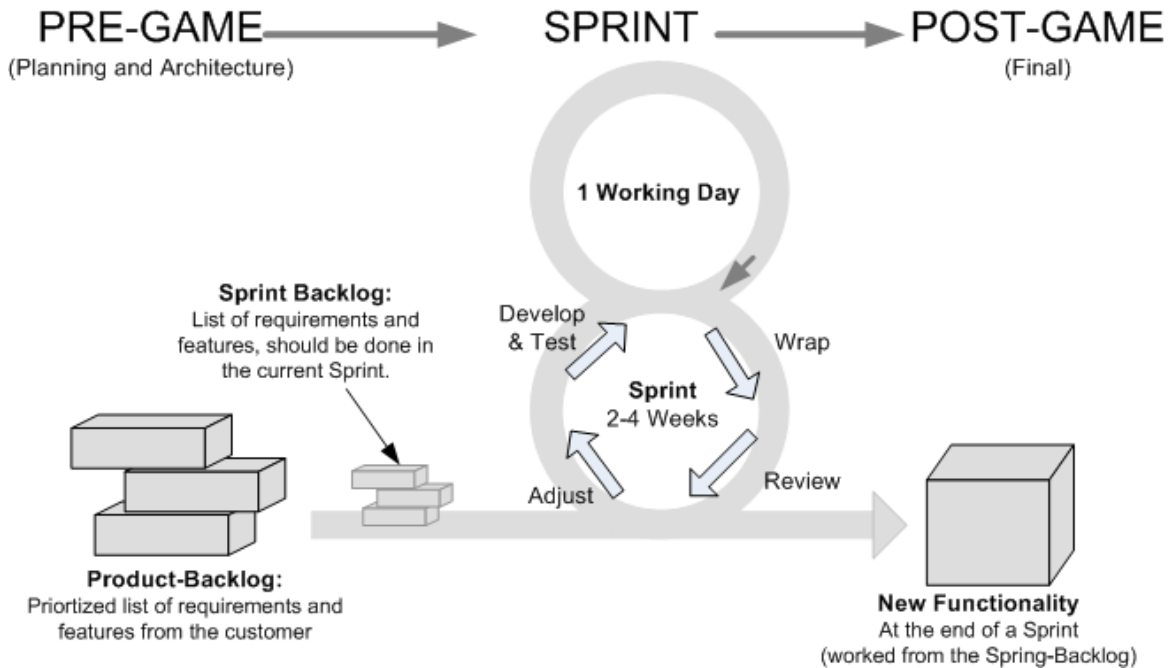 PRE-GAME
(Planning and Architecture)
SPRINT
POST-GAME
(Final)
1 Working Day
Sprint Backlog:
List of requirements and
features, should be done in
the current Sprint.
Develop
& Test
Wrap
Sprint
2-4 Weeks
Adjust
Review
Product-Backlog:
Priortized list of requirements and
features from the customer
New Functionality
At the end of a Sprint
(worked from the Spring-Backlog)